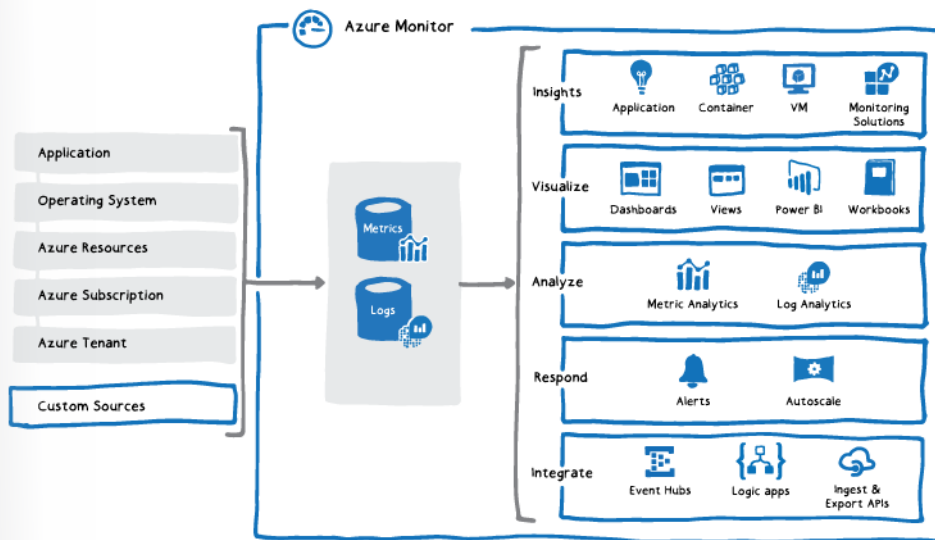 Azure Monitor
Application
Operating System
Azure Resources
Azure Subscription
Azure Tenant
Custom Sources
Metrics
Logs
Insights
Application
Container
VM
Monitoring
Solutions
Visualize
Dashboards
Views
Power BI
Workbooks
Analyze
Metric Analytics
Log Analytics
Respond
Alerts
Autoscale
Integrate
Event Hubs
Logic apps
Ingest &
Export APIs